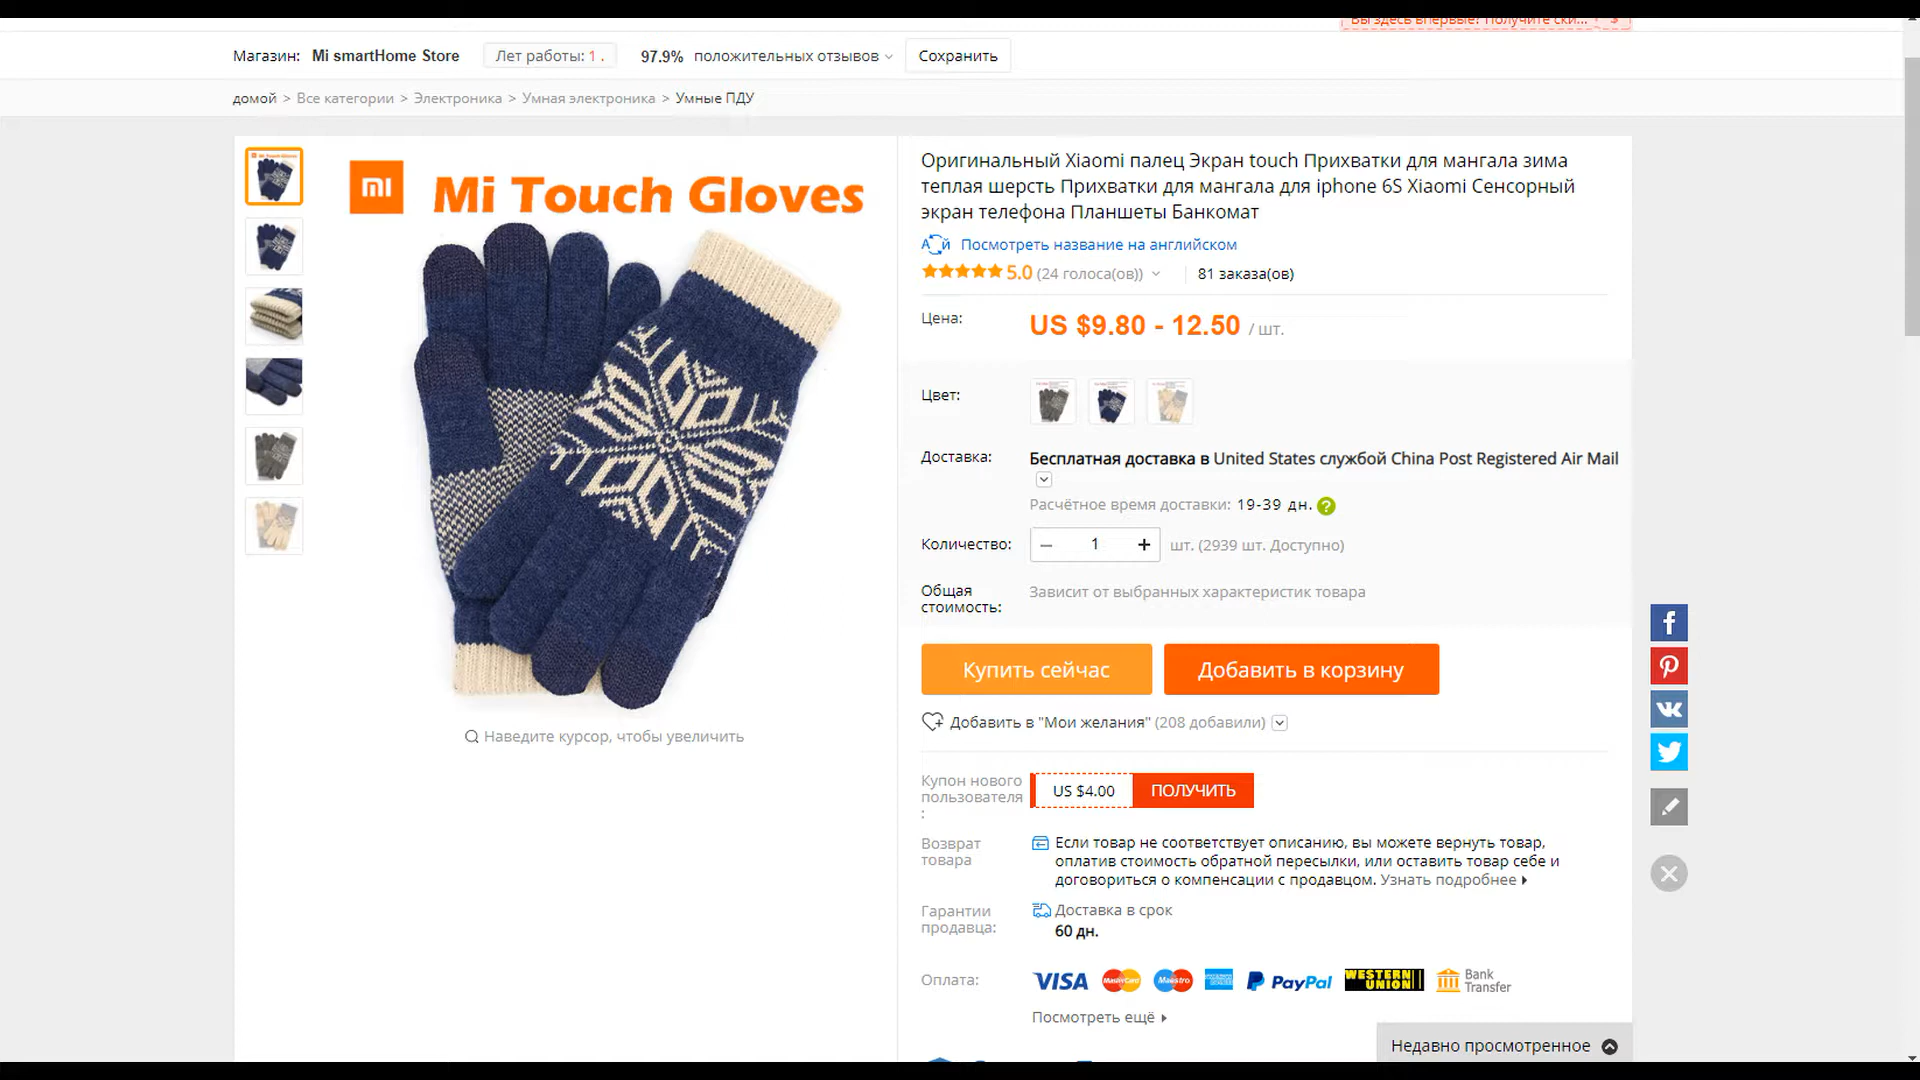 Вы здесь впервые? Получите ски...
Магазин: Mi smartHome Store Лет работы: 1 . 97.9% положительных отзывов Сохранить
домой > Все категории > Электроника > Умная электроника > Умные ПДУ
mi Mi Touch Gloves
Оригинальный Xiaomi палец Экран touch Прихватки для мангала зима
теплая шерсть Прихватки для мангала для iphone 6S Xiaomi Сенсорный
экран телефона Планшеты Банкомат
Посмотреть название на английском
5.0 (24 голоса(ов)) 81 заказа(ов)
Цена: US $9.80 - 12.50 / шт.
Цвет:
Доставка: Бесплатная доставка в United States службой China Post Registered Air Mail
Расчётное время доставки: 19-39 дн. ?
Количество: – 1 + шт. (2939 шт. Доступно)
Общая
стоимость: Зависит от выбранных характеристик товара
Купить сейчас Добавить в корзину
Добавить в "Мои желания" (208 добавили)
Наведите курсор, чтобы увеличить
Купон нового
пользователя
: US $4.00 ПОЛУЧИТЬ
Возврат
товара
Если товар не соответствует описанию, вы можете вернуть товар,
оплатив стоимость обратной пересылки, или оставить товар себе и
договориться о компенсации с продавцом. Узнать подробнее
Гарантии
продавца:
Доставка в срок
60 дн.
Оплата: VISA MasterCard Maestro PayPal WESTERN UNION Bank Transfer
Посмотреть ещё
Недавно просмотренное